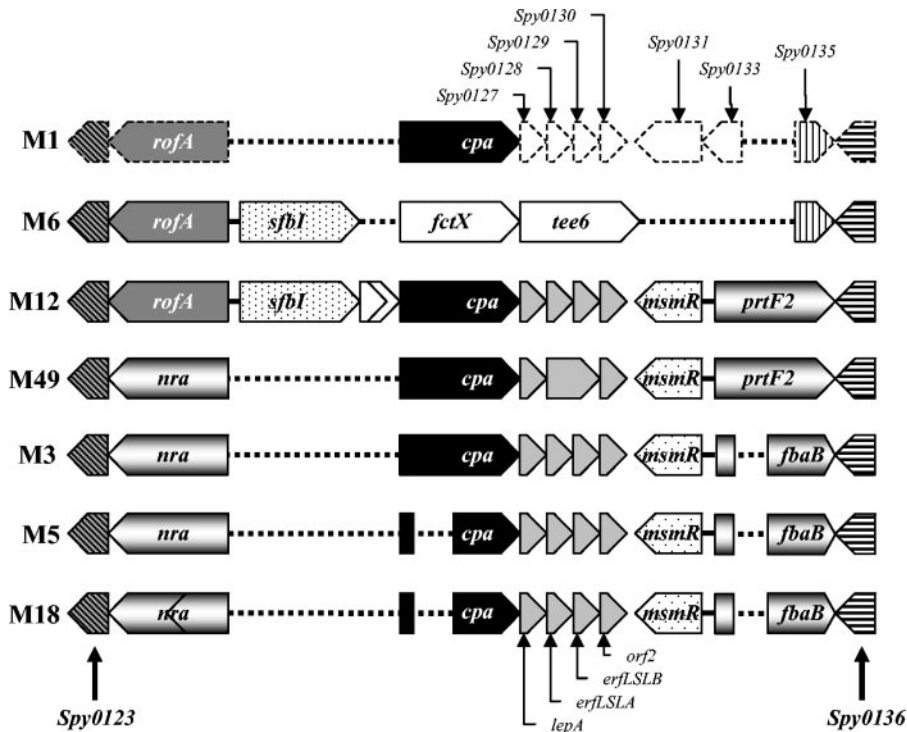 Spy0130
Spy0129 Spy0131 Spy0135
Spy0128 Spy0133
Spy0127
M1 rofA cpa
M6 rofA sfbI fctX tee6
M12 rofA sfbI cpa msmR prtF2
M49 nra cpa msmR prtF2
M3 nra cpa msmR fbaB
M5 nra cpa msmR fbaB
M18 nra cpa msmR fbaB
orf2
erfLSLB
Spy0123 erfLSLA Spy0136
lepA